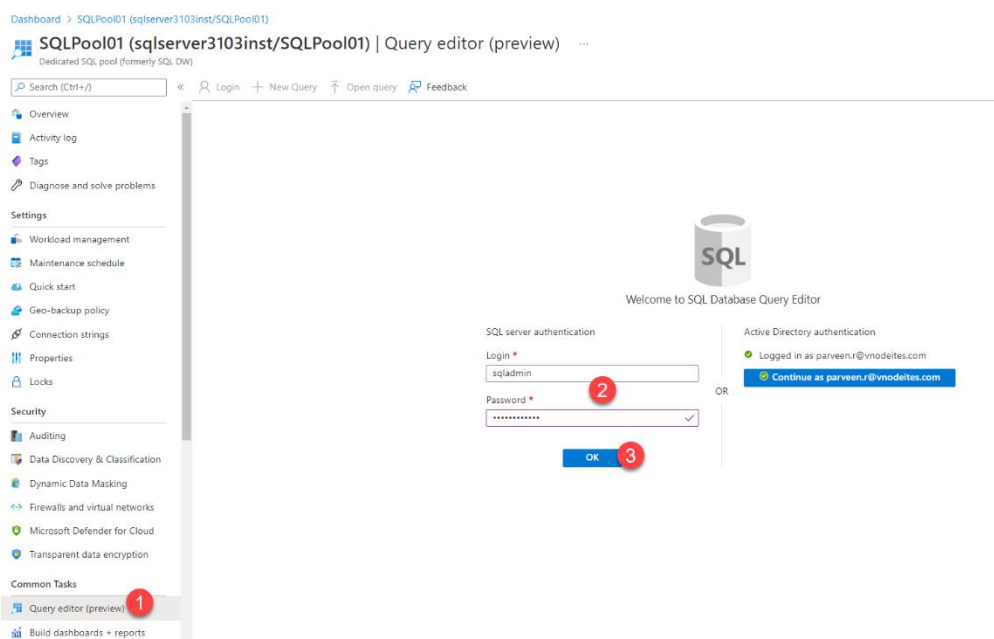 Dashboard > SQLPool01 (sqlserver3103inst/SQLPool01)
SQLPool01 (sqlserver3103inst/SQLPool01) | Query editor (preview) ...
Dedicated SQL pool (formerly SQL DW)
Search (Ctrl+/)
« Login + New Query Open query Feedback
Overview
Activity log
Tags
Diagnose and solve problems
Settings
Workload management
Maintenance schedule
Quick start
Geo-backup policy
Connection strings
Properties
Locks
Security
Auditing
Data Discovery & Classification
Dynamic Data Masking
Firewalls and virtual networks
Microsoft Defender for Cloud
Transparent data encryption
Common Tasks
Query editor (preview) 1
Build dashboards + reports
SQL
Welcome to SQL Database Query Editor
SQL server authentication
Login *
sqladmin
Password * 2
••••••••••••
OK 3
OR
Active Directory authentication
Logged in as parveen.r@vnodeites.com
Continue as parveen.r@vnodeites.com